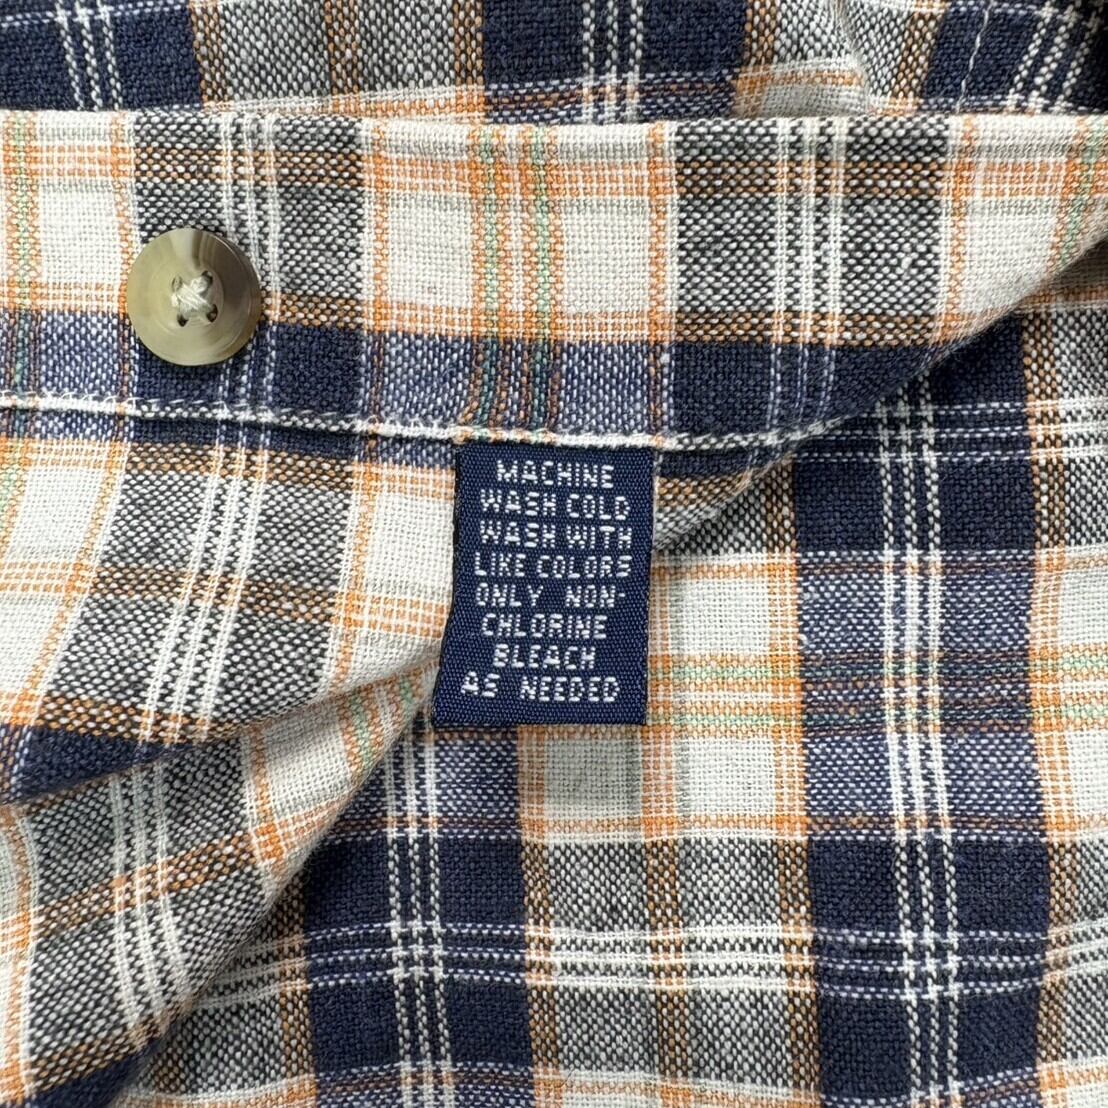 MACHINE
WASH COLD
WASH WITH
LIKE COLORS
ONLY NON-
CHLORINE
BLEACH
AS NEEDED